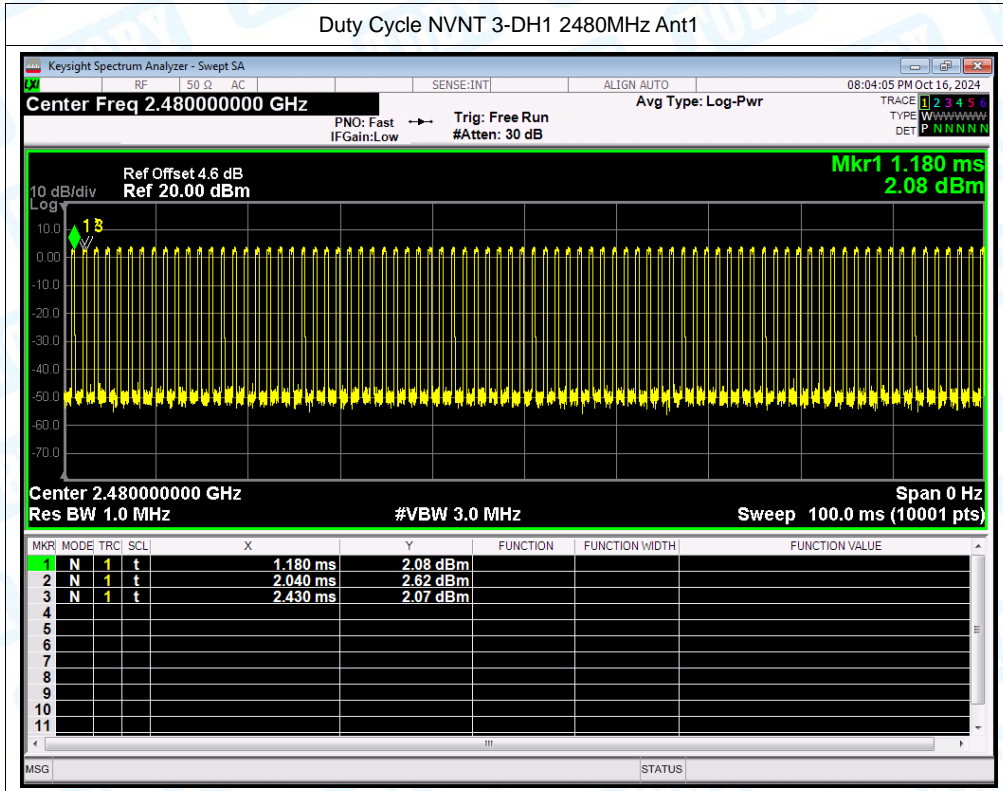 Duty Cycle NVNT 3-DH1 2480MHz Ant1
Keysight Spectrum Analyzer - Swept SA
LXI RF 50 Ω AC SENSE:INT ALIGN AUTO 08:04:05 PM Oct 16, 2024
Center Freq 2.480000000 GHz
PNO: Fast
IFGain:Low
Trig: Free Run
#Atten: 30 dB
Avg Type: Log-Pwr
TRACE 1 2 3 4 5 6
TYPE WWWWWW
DET P N N N N N
Mkr1 1.180 ms
2.08 dBm
Ref Offset 4.6 dB
10 dB/div Ref 20.00 dBm
Log
10.0
0.00
-10.0
-20.0
-30.0
-40.0
-50.0
-60.0
-70.0
Center 2.480000000 GHz Span 0 Hz
Res BW 1.0 MHz #VBW 3.0 MHz Sweep 100.0 ms (10001 pts)
MKR MODE TRC SCL X Y FUNCTION FUNCTION WIDTH FUNCTION VALUE
1 N 1 t 1.180 ms 2.08 dBm
2 N 1 t 2.040 ms 2.62 dBm
3 N 1 t 2.430 ms 2.07 dBm
4
5
6
7
8
9
10
11
MSG STATUS